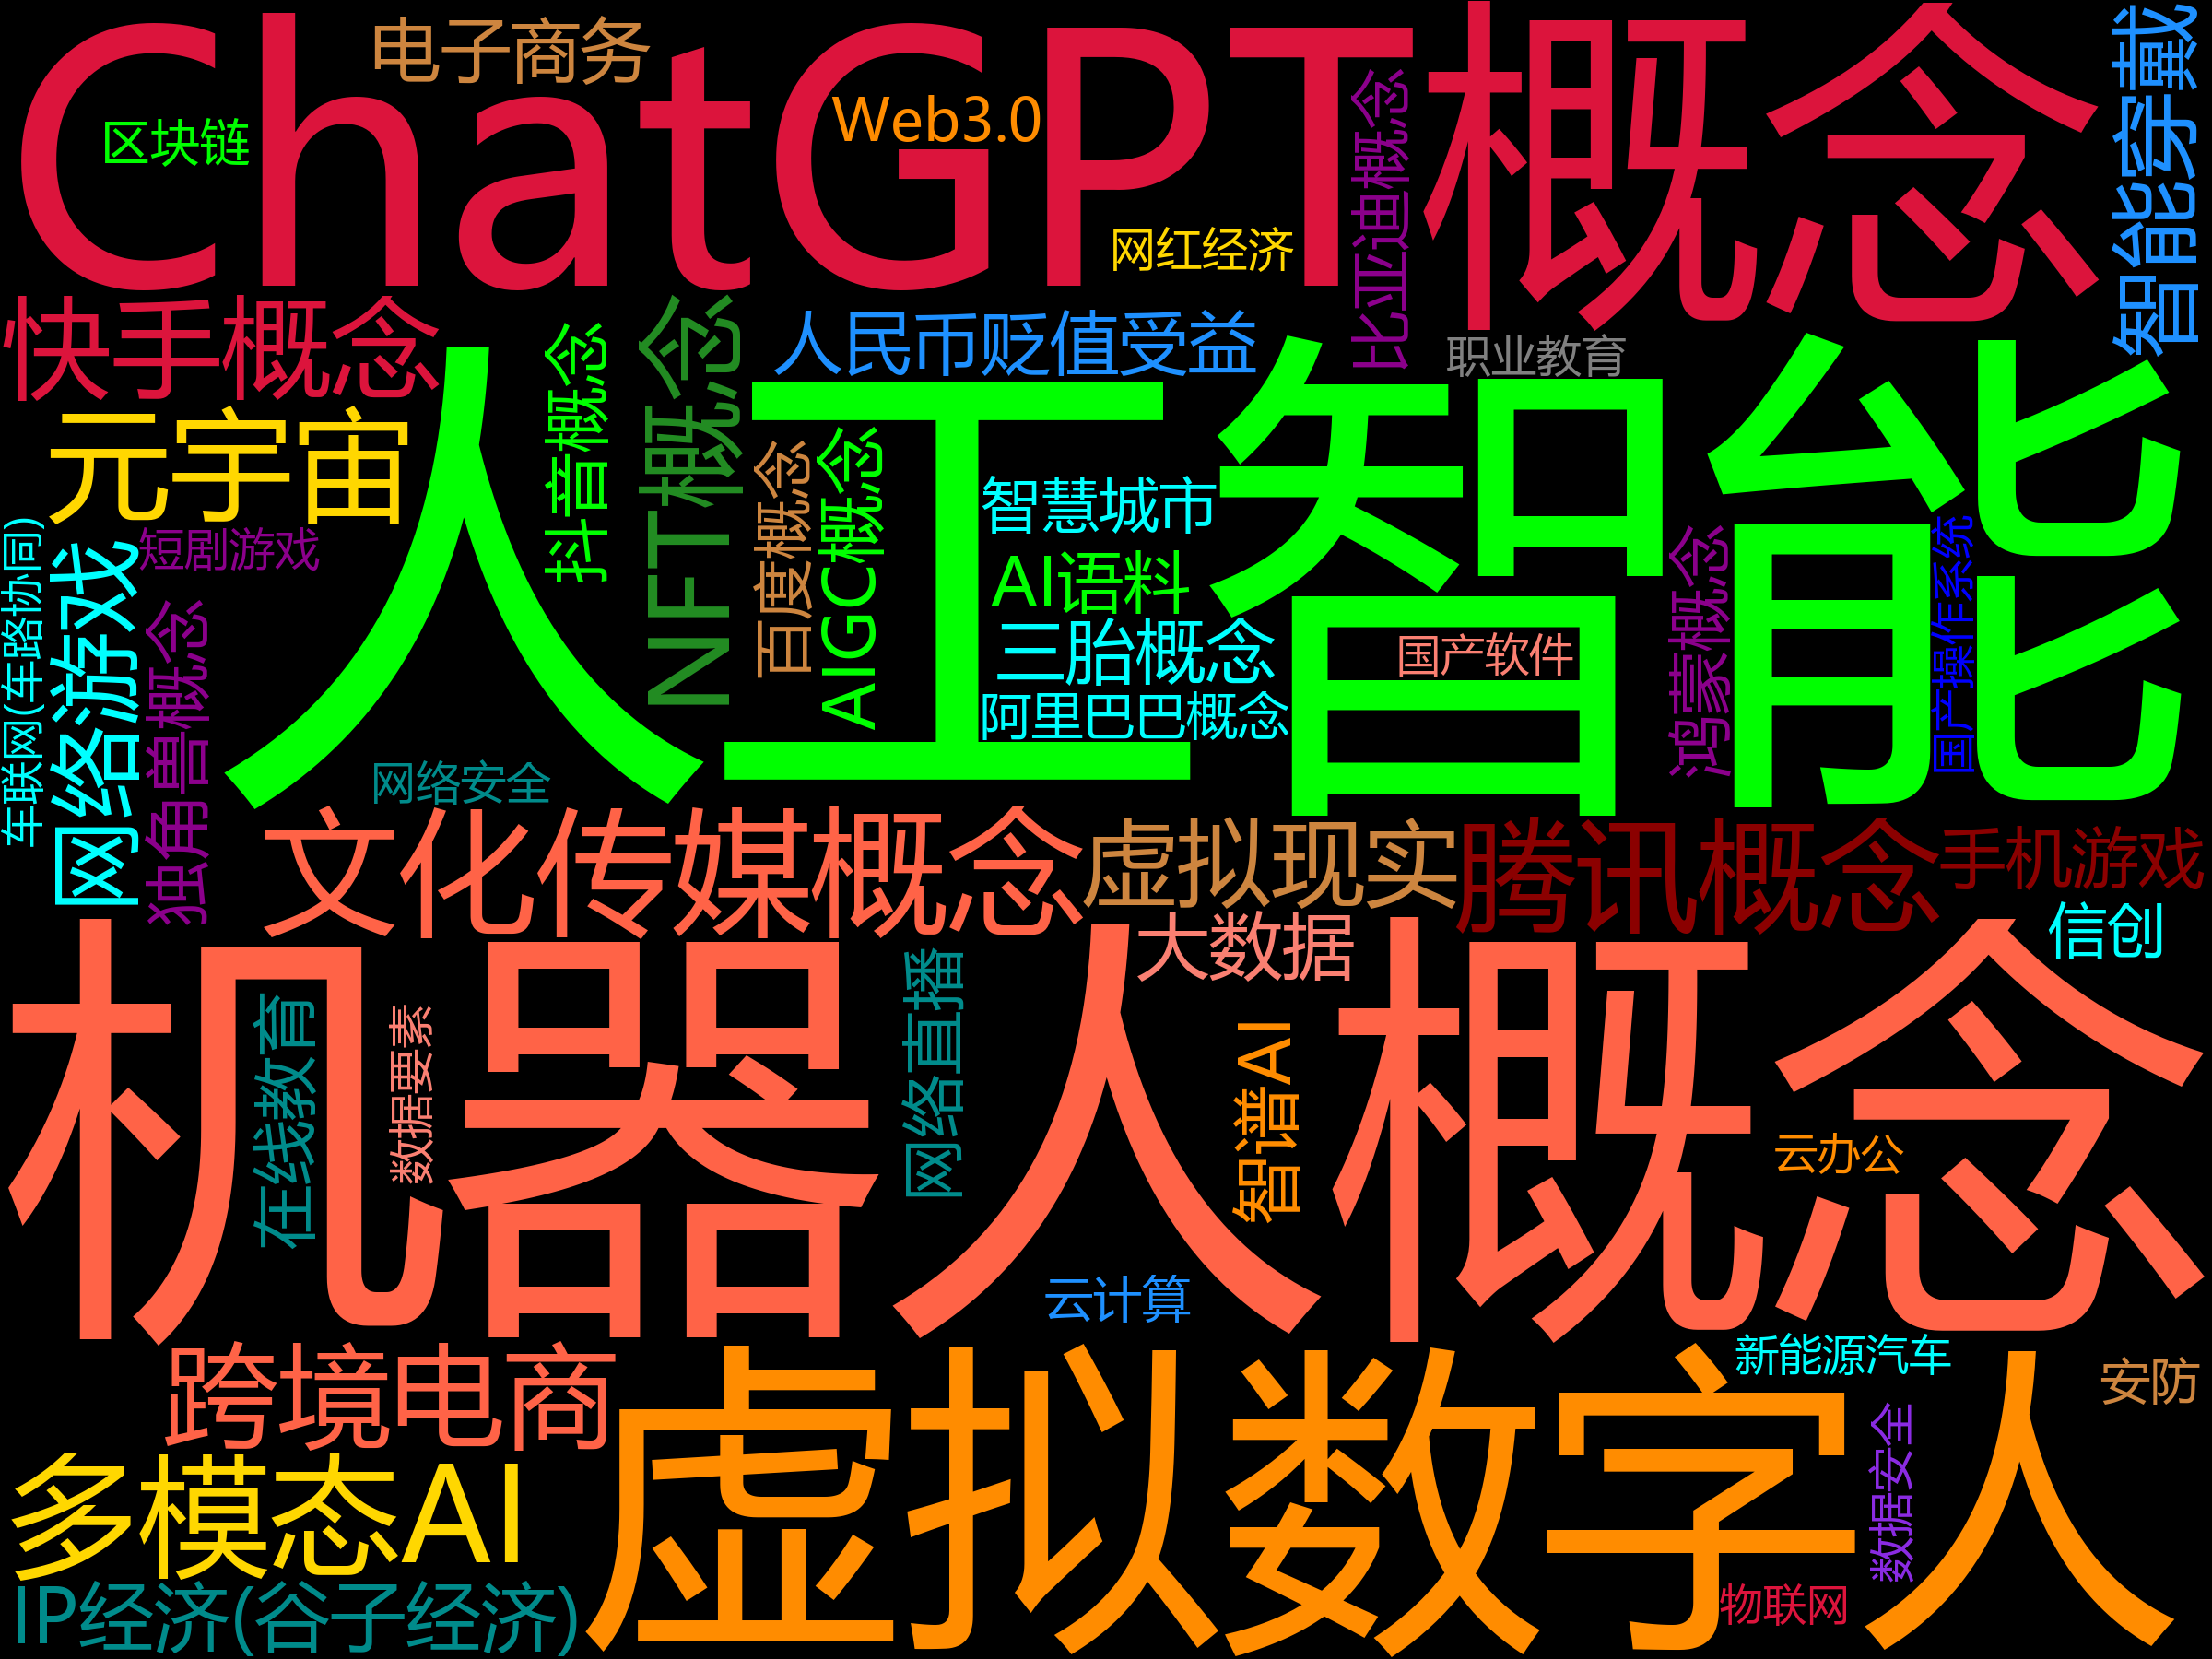 ChatGPT概念
电子商务
区块链
Web3.0
网红经济
比亚迪概念
智能穿戴
快手概念
人民币贬值受益
职业教育
人工智能
元宇宙
抖音概念
NFT概念
百度概念
AIGC概念
智慧城市
AI语料
三胎概念
阿里巴巴概念
国产软件
鸿蒙概念
国产操作系统
车联网(车路协同)
网络游戏
短剧游戏
独角兽概念
网络安全
文化传媒概念
虚拟现实
腾讯概念
手机游戏
大数据
信创
机器人概念
在线教育
数据要素
网络直播
智谱AI
云办公
云计算
跨境电商
虚拟数字人
新能源汽车
安防
数据安全
多模态AI
IP经济(谷子经济)
物联网